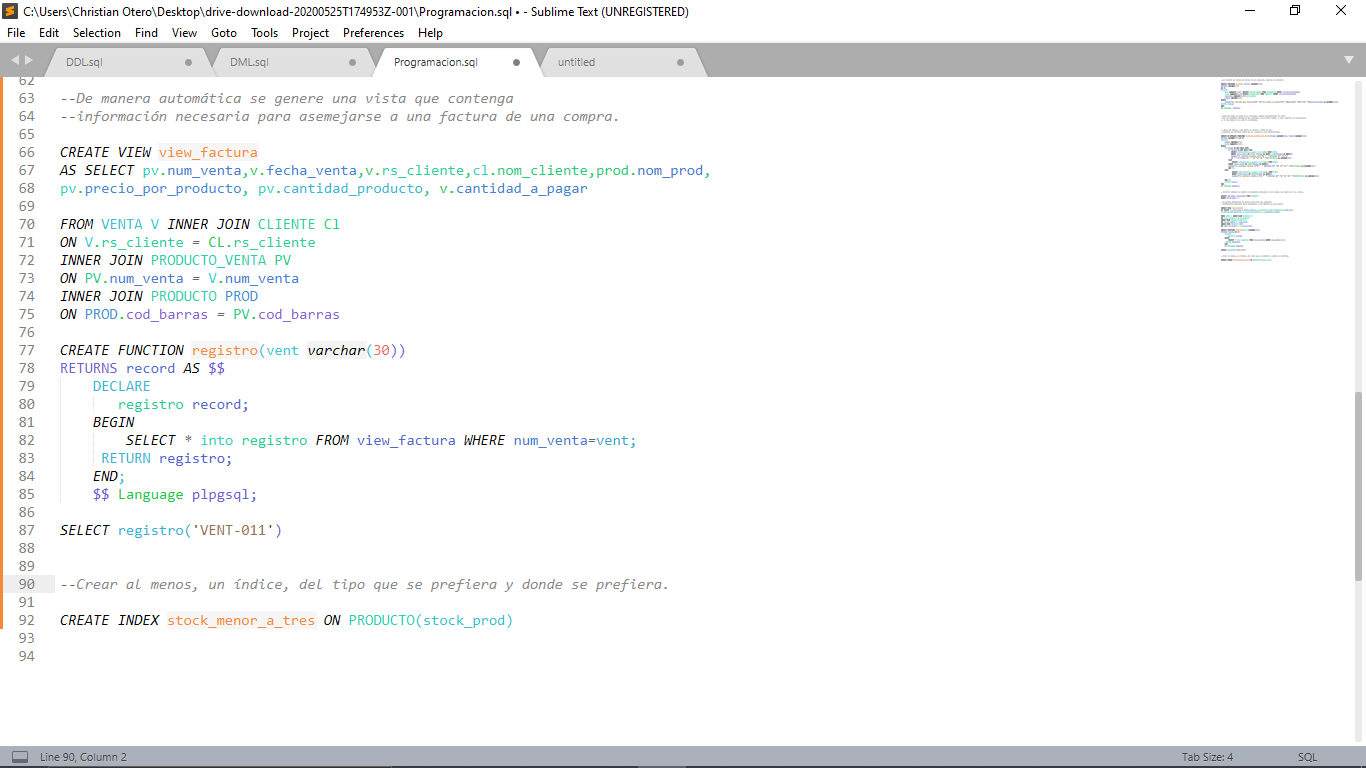 C:\Users\Christian Otero\Desktop\drive-download-20200525T174953Z-001\Programacion.sql • - Sublime Text (UNREGISTERED)
File Edit Selection Find View Goto Tools Project Preferences Help
DDL.sql DML.sql Programacion.sql untitled
62
63 --De manera automática se genere una vista que contenga
64 --información necesaria para asemejarse a una factura de una compra.
65
66 CREATE VIEW view_factura
67 AS SELECT pv.num_venta,v.fecha_venta,v.rs_cliente,cl.nom_cliente,prod.nom_prod,
68 pv.precio_por_producto, pv.cantidad_producto, v.cantidad_a_pagar
69
70 FROM VENTA V INNER JOIN CLIENTE Cl
71 ON V.rs_cliente = CL.rs_cliente
72 INNER JOIN PRODUCTO_VENTA PV
73 ON PV.num_venta = V.num_venta
74 INNER JOIN PRODUCTO PROD
75 ON PROD.cod_barras = PV.cod_barras
76
77 CREATE FUNCTION registro(vent varchar(30))
78 RETURNS record AS $$
79 DECLARE
80 registro record;
81 BEGIN
82 SELECT * into registro FROM view_factura WHERE num_venta=vent;
83 RETURN registro;
84 END;
85 $$ Language plpgsql;
86
87 SELECT registro('VENT-011')
88
89
90 --Crear al menos, un índice, del tipo que se prefiera y donde se prefiera.
91
92 CREATE INDEX stock_menor_a_tres ON PRODUCTO(stock_prod)
93
94
Line 90, Column 2 Tab Size: 4 SQL